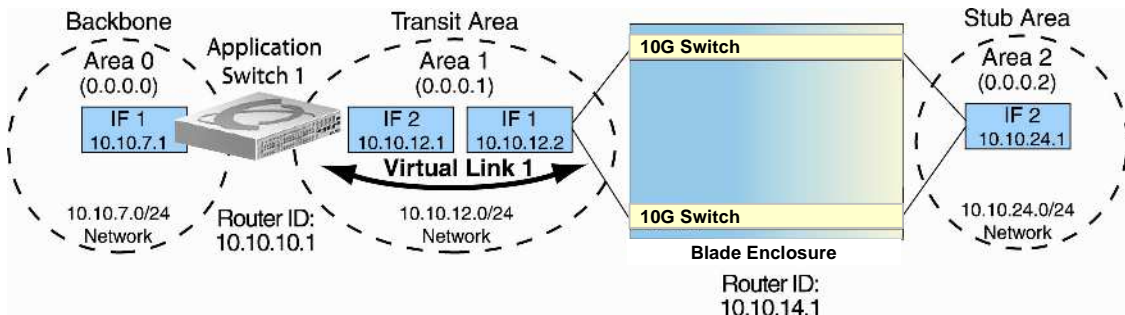 Backbone
Area 0
(0.0.0.0)
IF 1
10.10.7.1
10.10.7.0/24
Network
Application
Switch 1
Router ID:
10.10.10.1
Transit Area
Area 1
(0.0.0.1)
IF 2
10.10.12.1
IF 1
10.10.12.2
Virtual Link 1
10.10.12.0/24
Network
10G Switch
10G Switch
Blade Enclosure
Router ID:
10.10.14.1
Stub Area
Area 2
(0.0.0.2)
IF 2
10.10.24.1
10.10.24.0/24
Network